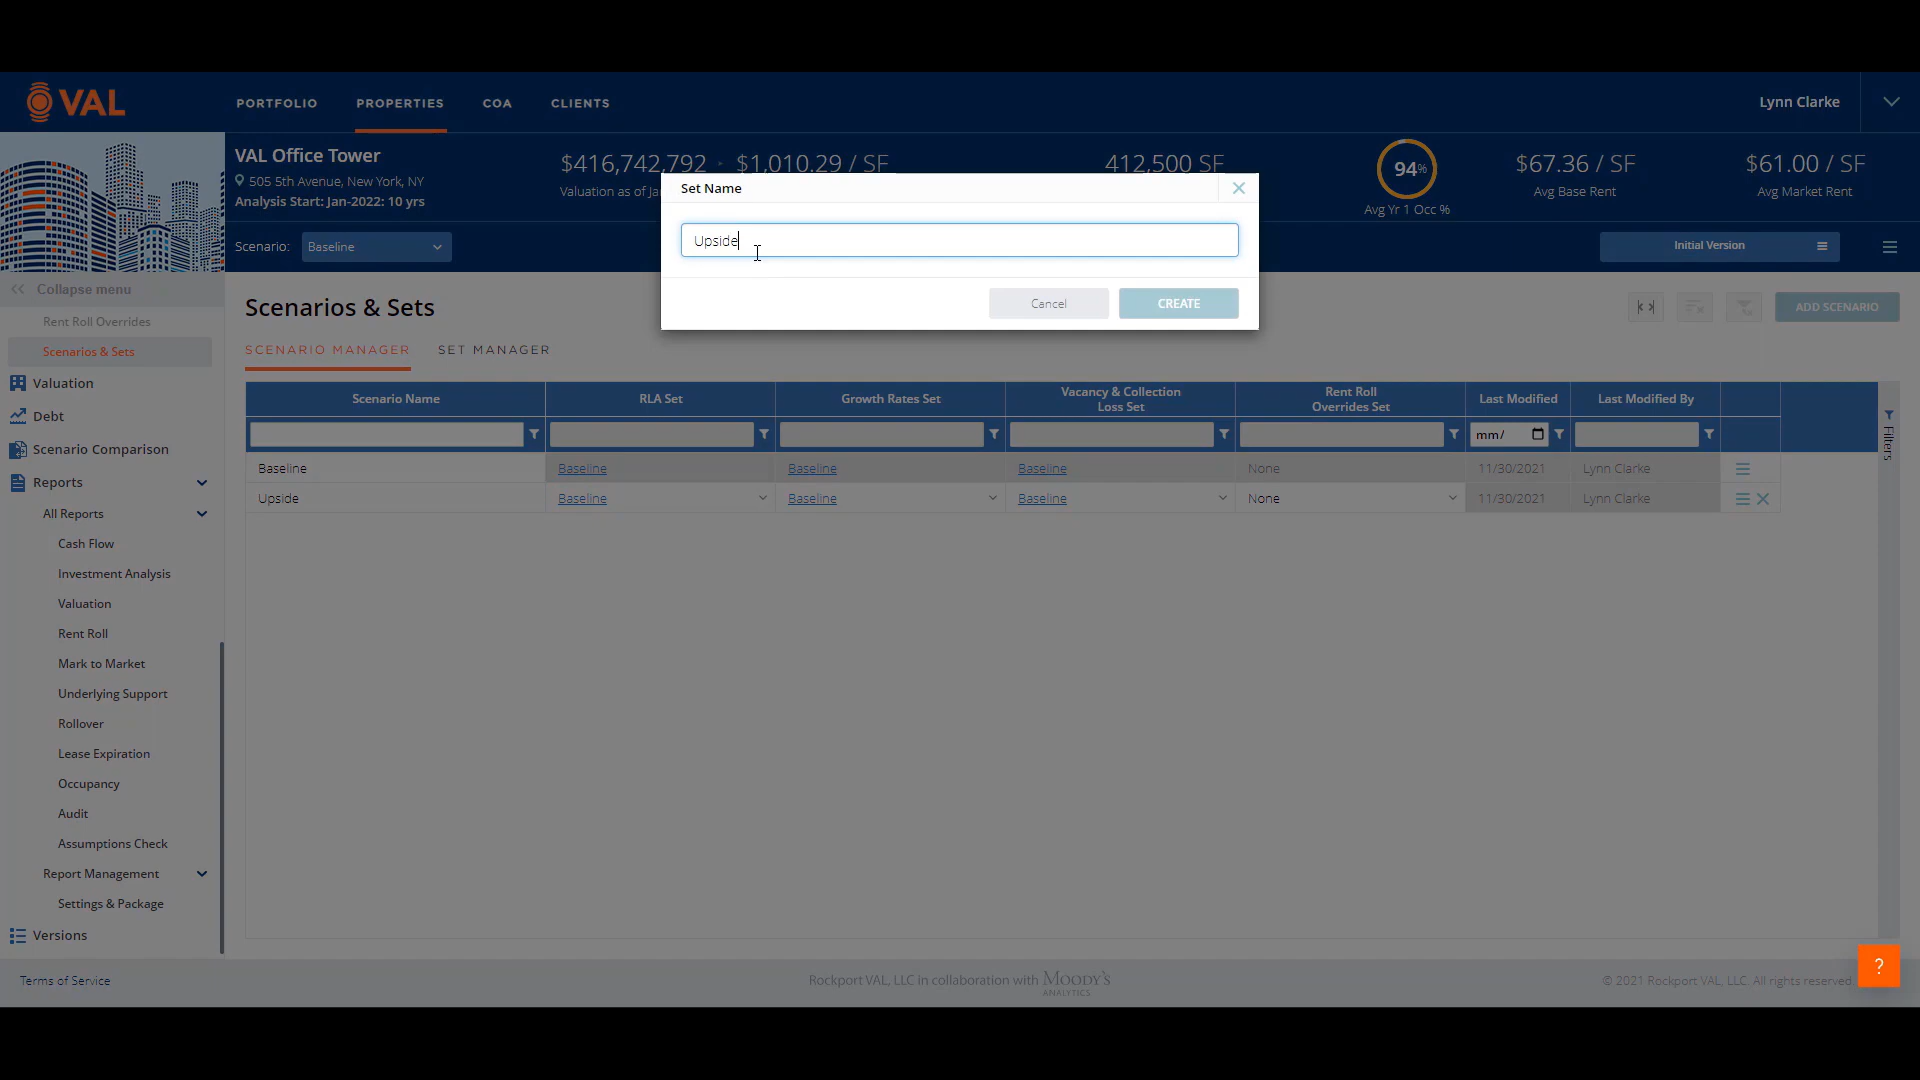 VAL
PORTFOLIO
PROPERTIES
COA
CLIENTS
Lynn Clarke
VAL Office Tower
505 5th Avenue, New York, NY
Analysis Start: Jan-2022: 10 yrs
$416,742,792
$1,010.29 / SF
Valuation as of Ja
412,500 SF
94%
Avg Yr 1 Occ %
$67.36 / SF
Avg Base Rent
$61.00 / SF
Avg Market Rent
Scenario:
Baseline
Initial Version
Set Name
Upside
Cancel
CREATE
Collapse menu
Rent Roll Overrides
Scenarios & Sets
Valuation
Debt
Scenario Comparison
Reports
All Reports
Cash Flow
Investment Analysis
Valuation
Rent Roll
Mark to Market
Underlying Support
Rollover
Lease Expiration
Occupancy
Audit
Assumptions Check
Report Management
Settings & Package
Versions
Scenarios & Sets
ADD SCENARIO
SCENARIO MANAGER
SET MANAGER
Scenario Name
RLA Set
Growth Rates Set
Vacancy & Collection
Loss Set
Rent Roll
Overrides Set
Last Modified
Last Modified By
mm/
Filters
Baseline
Baseline
Baseline
Baseline
None
11/30/2021
Lynn Clarke
Upside
Baseline
Baseline
Baseline
None
11/30/2021
Lynn Clarke
Terms of Service
Rockport VAL, LLC in collaboration with MOODY'S
ANALYTICS
© 2021 Rockport VAL, LLC. All rights reserved.
?